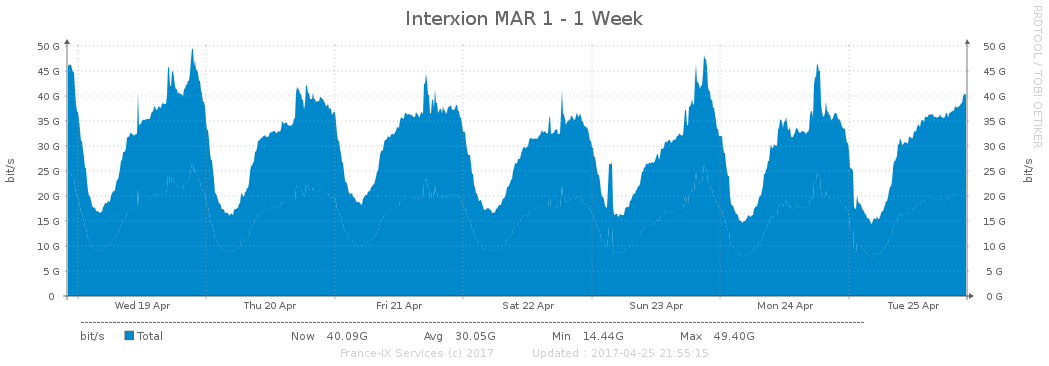 Interxion MAR 1 - 1 Week
RRDTOOL / TOBI OETIKER
50 G 50 G
45 G 45 G
40 G 40 G
35 G 35 G
30 G 30 G
25 G 25 G
20 G 20 G
15 G 15 G
10 G 10 G
5 G 5 G
0 0 G
bit/s bit/s
Wed 19 Apr Thu 20 Apr Fri 21 Apr Sat 22 Apr Sun 23 Apr Mon 24 Apr Tue 25 Apr
bit/s Total Now 40.09G Avg 30.05G Min 14.44G Max 49.40G
France-IX Services (c) 2017 Updated : 2017-04-25 21:55:15